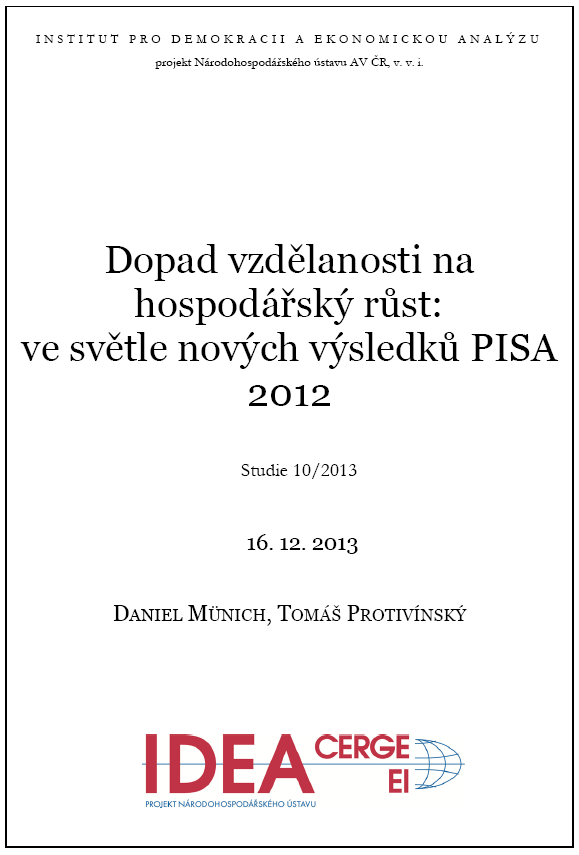 INSTITUT PRO DEMOKRACII A EKONOMICKOU ANALÝZU
projekt Národohospodářského ústavu AV ČR, v. v. i.
Dopad vzdělanosti na
hospodářský růst:
ve světle nových výsledků PISA
2012
Studie 10/2013
16. 12. 2013
DANIEL MÜNICH, TOMÁŠ PROTIVÍNSKÝ
IDEA CERGE
EI
PROJEKT NÁRODOHOSPODÁŘSKÉHO ÚSTAVU